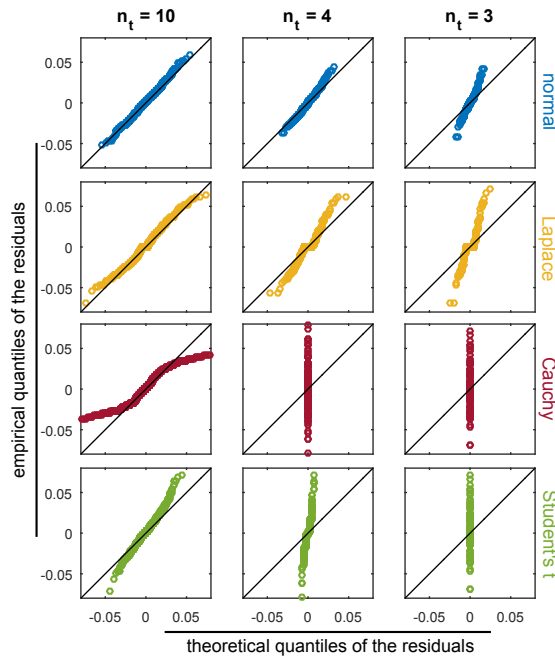 n_t = 10 n_t = 4 n_t = 3
0.05
0
-0.05
normal
0.05
0
-0.05
Laplace
0.05
0
-0.05
Cauchy
0.05
0
-0.05
Student's t
-0.05 0 0.05 -0.05 0 0.05 -0.05 0 0.05
empirical quantiles of the residuals
theoretical quantiles of the residuals